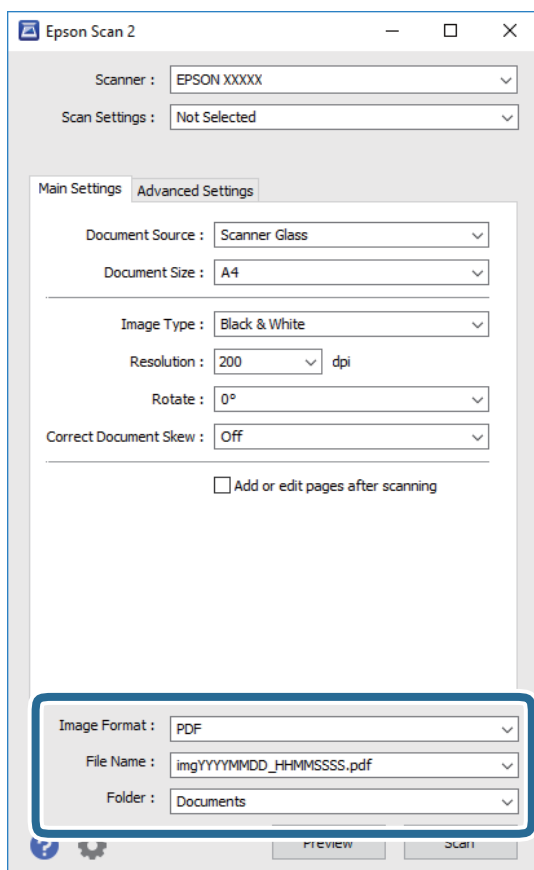 Epson Scan 2
Scanner : EPSON XXXXX
Scan Settings : Not Selected
Main Settings Advanced Settings
Document Source : Scanner Glass
Document Size : A4
Image Type : Black & White
Resolution : 200 dpi
Rotate : 0°
Correct Document Skew : Off
Add or edit pages after scanning
Image Format : PDF
File Name : imgYYYYMMDD_HHMMSSSS.pdf
Folder : Documents
? Preview Scan